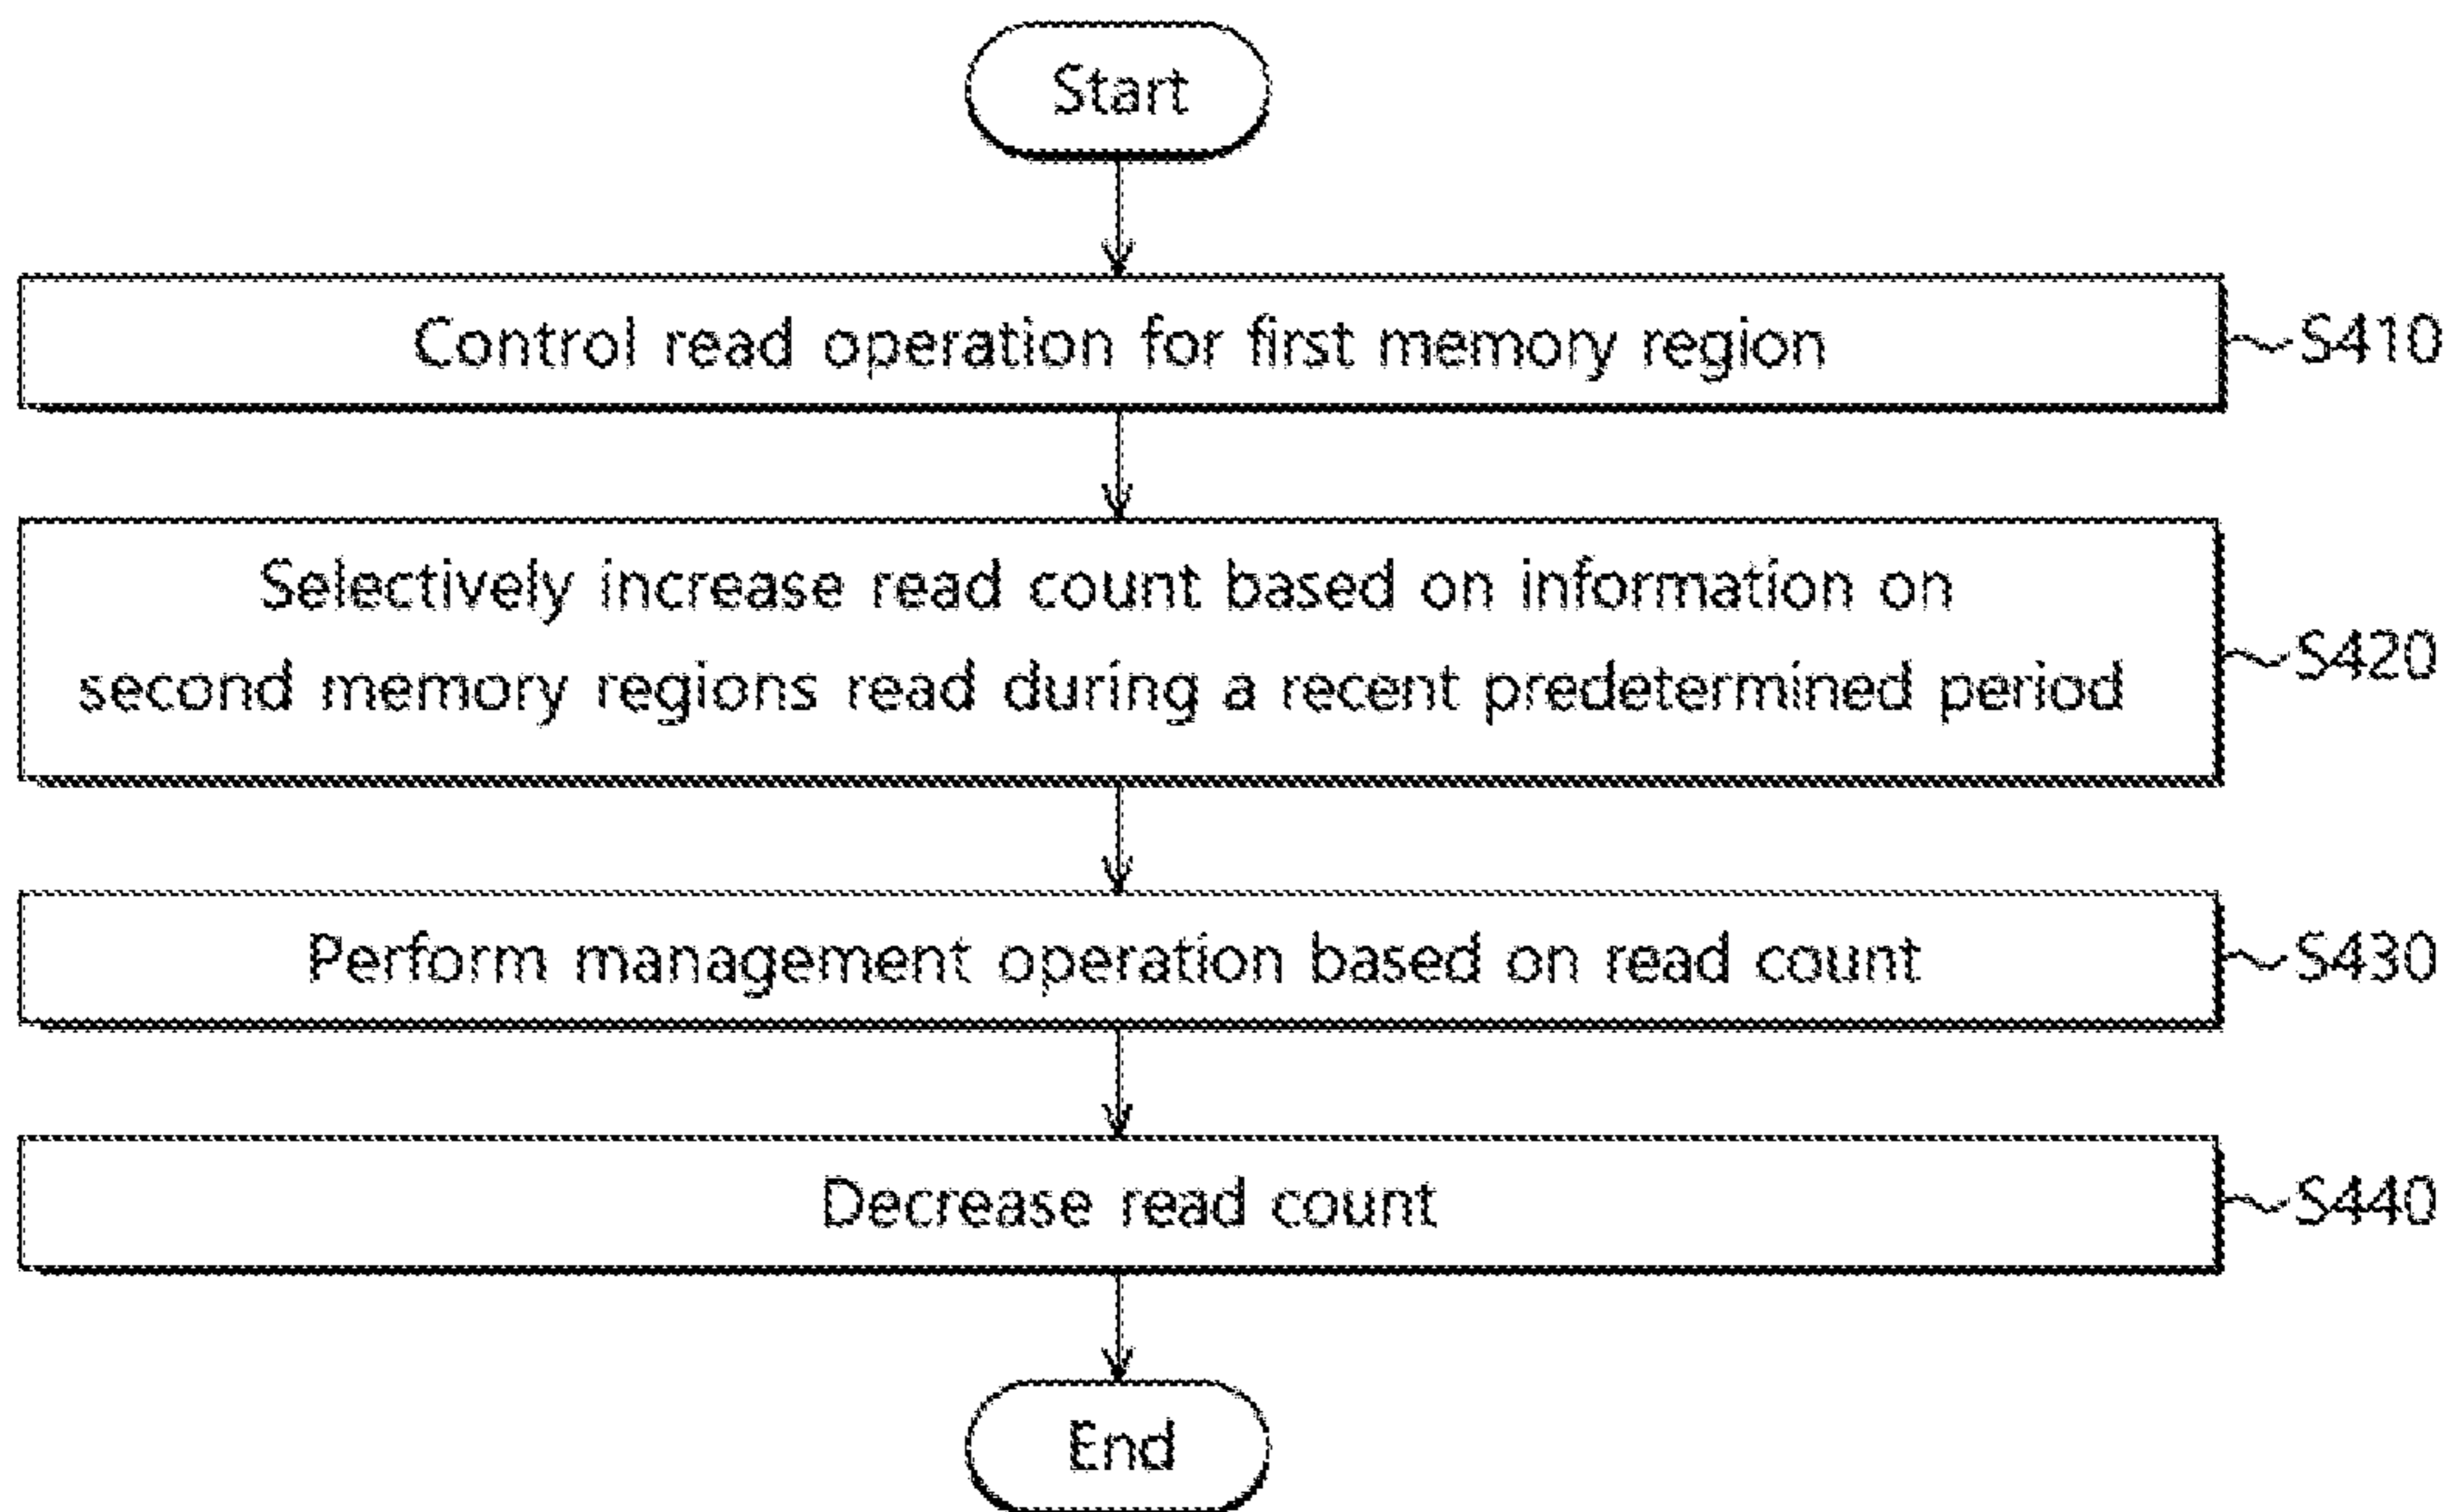 Start
Control read operation for first memory region
S410
Selectively increase read count based on information on
second memory regions read during a recent predetermined period
S420
Perform management operation based on read count
S430
Decrease read count
S440
End